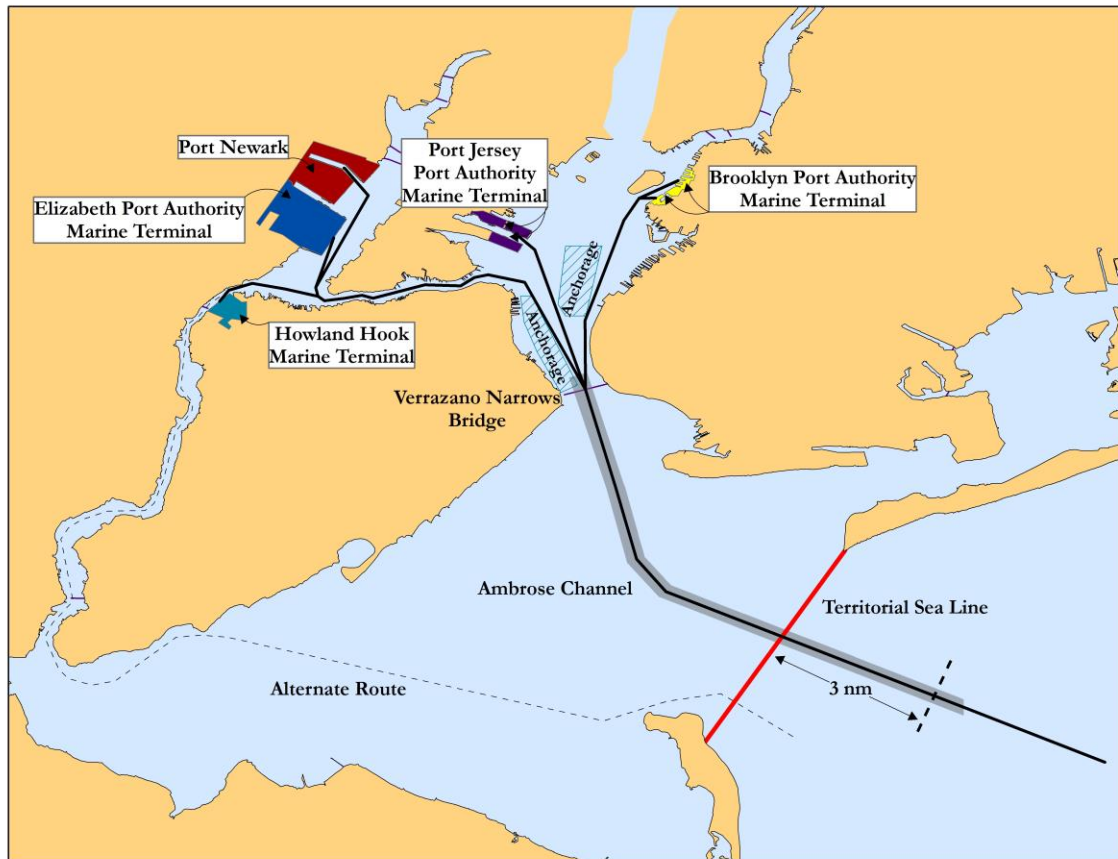 Port Newark
Port Jersey
Port Authority
Marine Terminal
Brooklyn Port Authority
Marine Terminal
Elizabeth Port Authority
Marine Terminal
Anchorage
Howland Hook
Marine Terminal
Anchorage
Verrazano Narrows
Bridge
Ambrose Channel
Territorial Sea Line
Alternate Route
3 nm